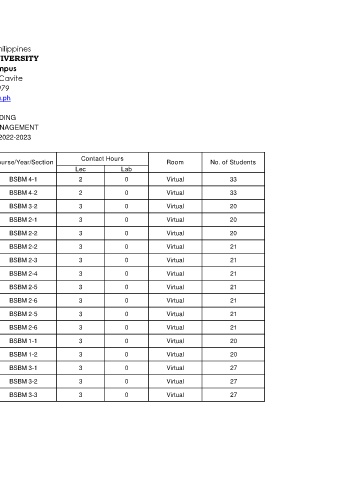 ilippines
IVERSITY
mpus
Cavite
979
.ph
DING
NAGEMENT
2022-2023
urse/Year/Section Contact Hours Room No. of Students
Lec Lab
BSBM 4-1 2 0 Virtual 33
BSBM 4-2 2 0 Virtual 33
BSBM 3-2 3 0 Virtual 20
BSBM 2-1 3 0 Virtual 20
BSBM 2-2 3 0 Virtual 20
BSBM 2-2 3 0 Virtual 21
BSBM 2-3 3 0 Virtual 21
BSBM 2-4 3 0 Virtual 21
BSBM 2-5 3 0 Virtual 21
BSBM 2-6 3 0 Virtual 21
BSBM 2-5 3 0 Virtual 21
BSBM 2-6 3 0 Virtual 21
BSBM 1-1 3 0 Virtual 20
BSBM 1-2 3 0 Virtual 20
BSBM 3-1 3 0 Virtual 27
BSBM 3-2 3 0 Virtual 27
BSBM 3-3 3 0 Virtual 27